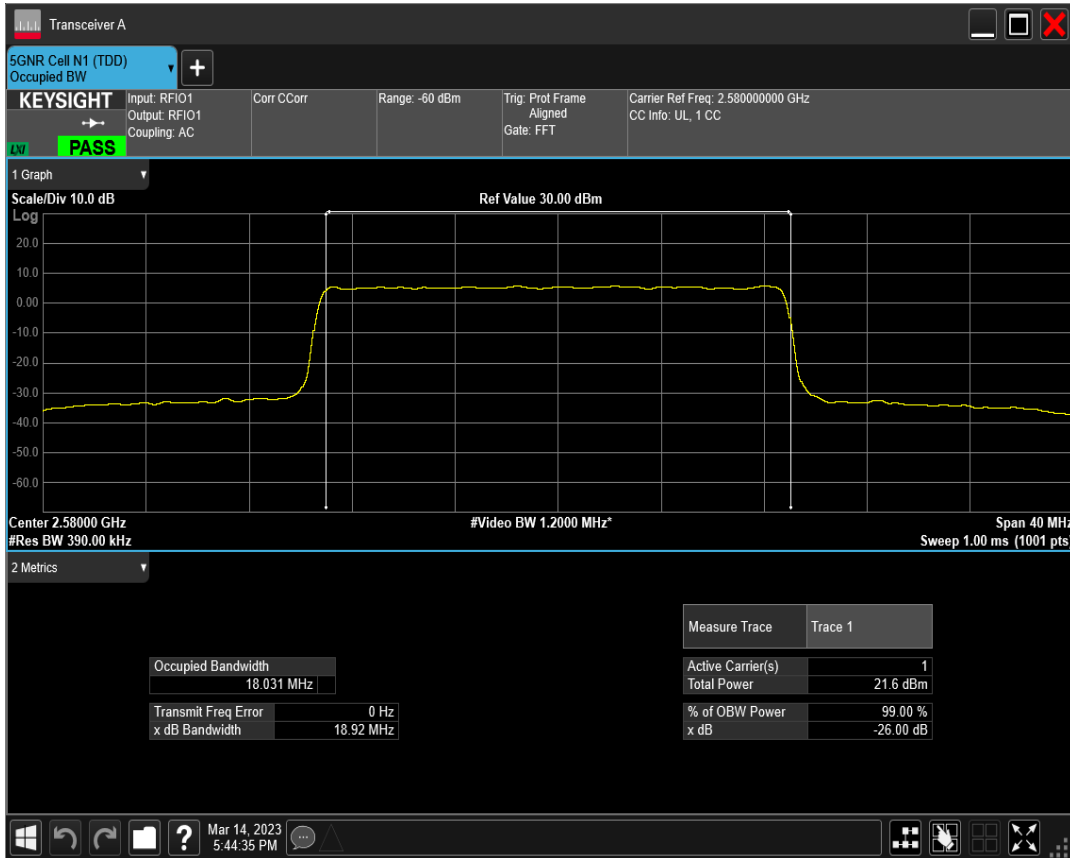 Transceiver A
5GNR Cell N1 (TDD)
Occupied BW
+
KEYSIGHT
LXI
PASS
Input: RFIO1
Output: RFIO1
Coupling: AC
Corr CCorr
Range: -60 dBm
Trig: Prot Frame
Aligned
Gate: FFT
Carrier Ref Freq: 2.580000000 GHz
CC Info: UL, 1 CC
1 Graph
Scale/Div 10.0 dB
Ref Value 30.00 dBm
Log
20.0
10.0
0.00
-10.0
-20.0
-30.0
-40.0
-50.0
-60.0
Center 2.58000 GHz
#Video BW 1.2000 MHz*
Span 40 MHz
#Res BW 390.00 kHz
Sweep 1.00 ms (1001 pts)
2 Metrics
Measure Trace Trace 1
Occupied Bandwidth
18.031 MHz
Transmit Freq Error 0 Hz
x dB Bandwidth 18.92 MHz
Active Carrier(s) 1
Total Power 21.6 dBm
% of OBW Power 99.00 %
x dB -26.00 dB
?
Mar 14, 2023
5:44:35 PM